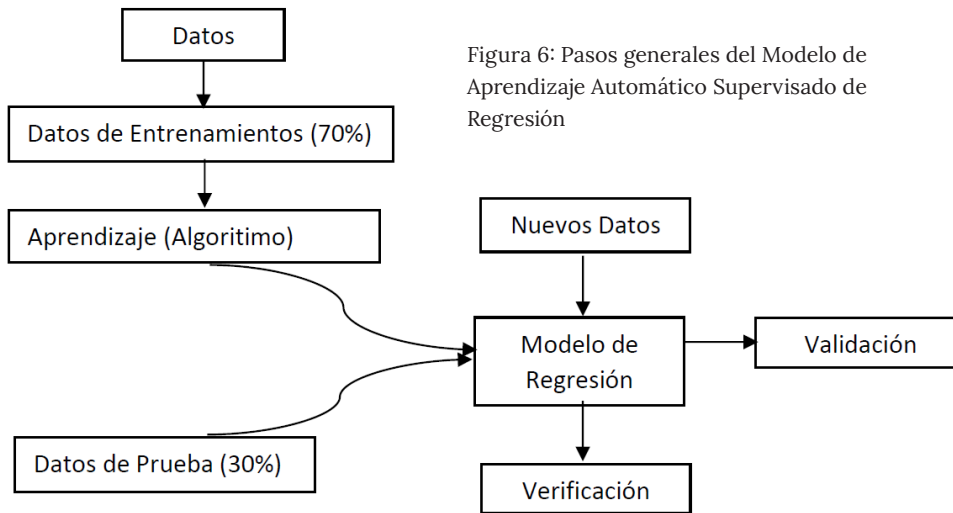 Datos
Figura 6: Pasos generales del Modelo de
Aprendizaje Automático Supervisado de
Regresión
Datos de Entrenamientos (70%)
Aprendizaje (Algoritimo)
Nuevos Datos
Modelo de
Regresión
Validación
Datos de Prueba (30%)
Verificación